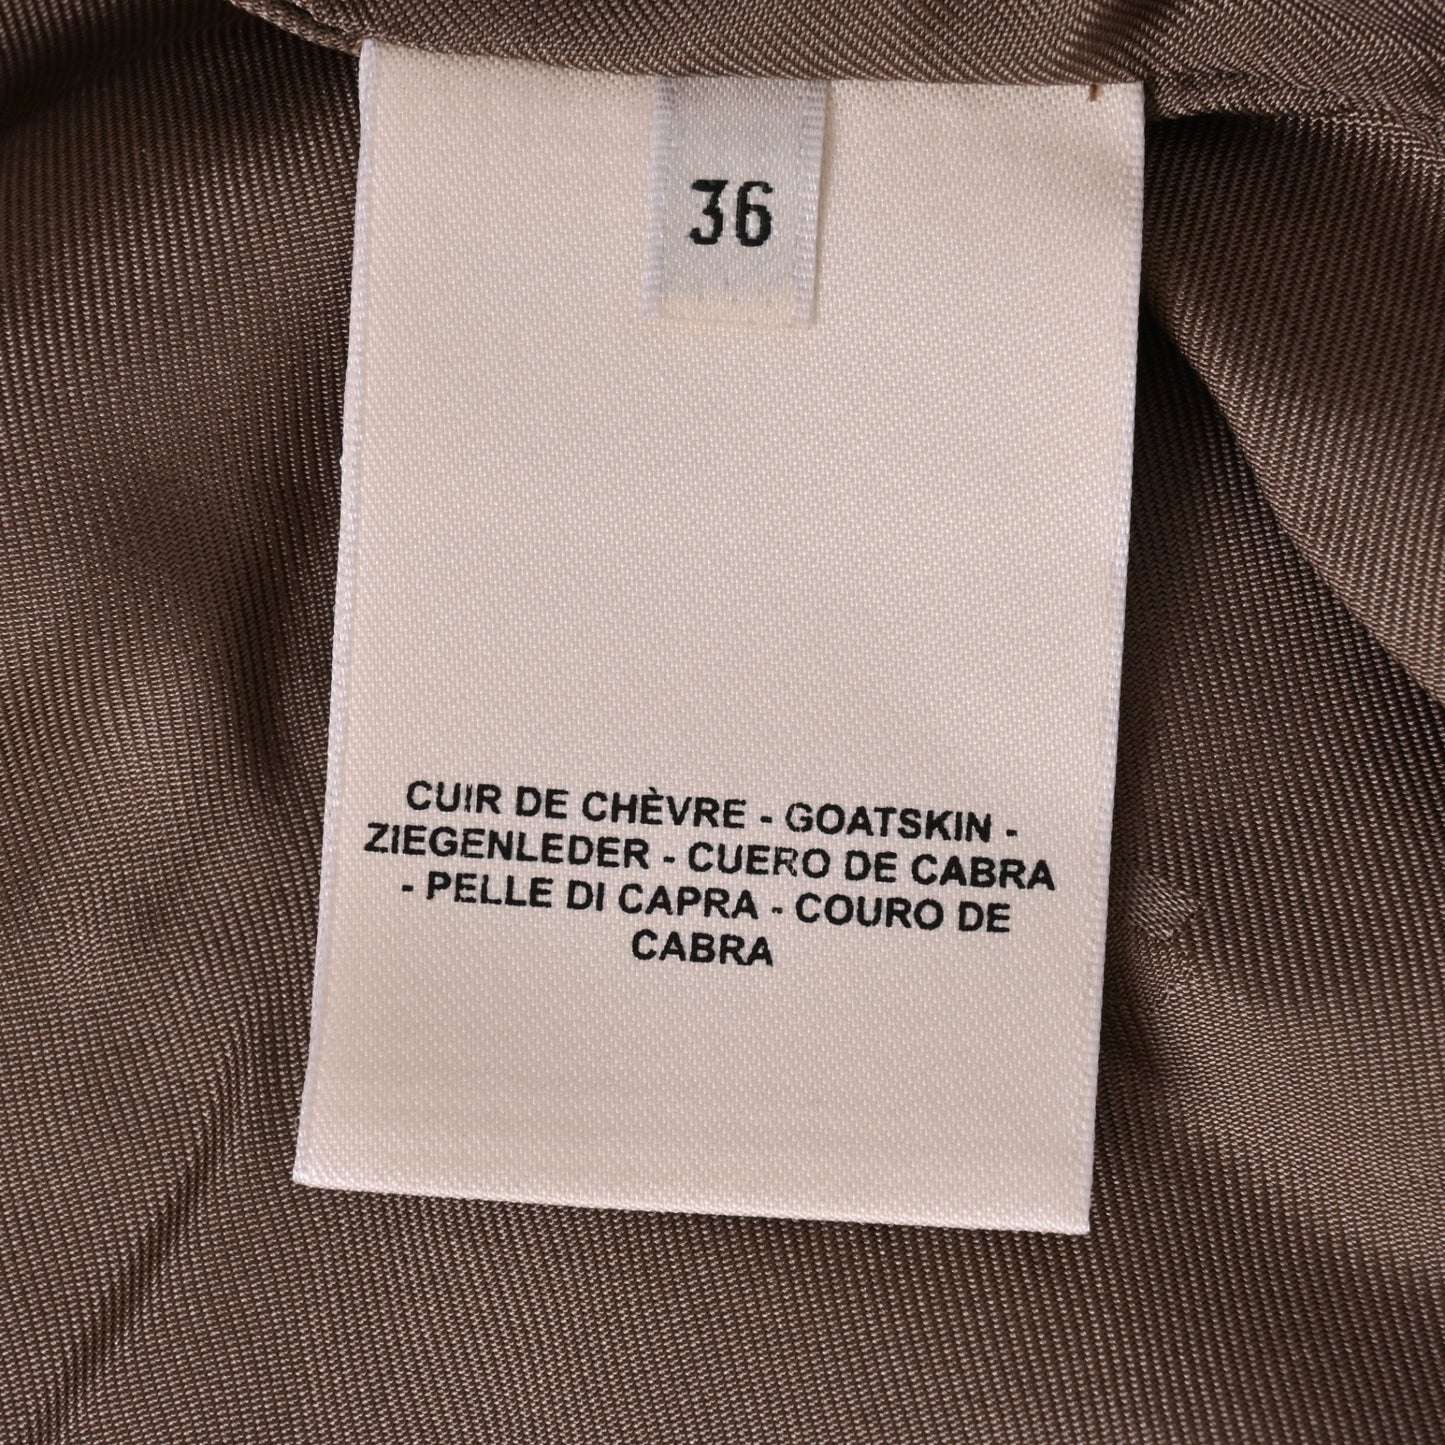 36
CUIR DE CHÈVRE - GOATSKIN -
ZIEGENLEDER - CUERO DE CABRA
- PELLE DI CAPRA - COURO DE
CABRA